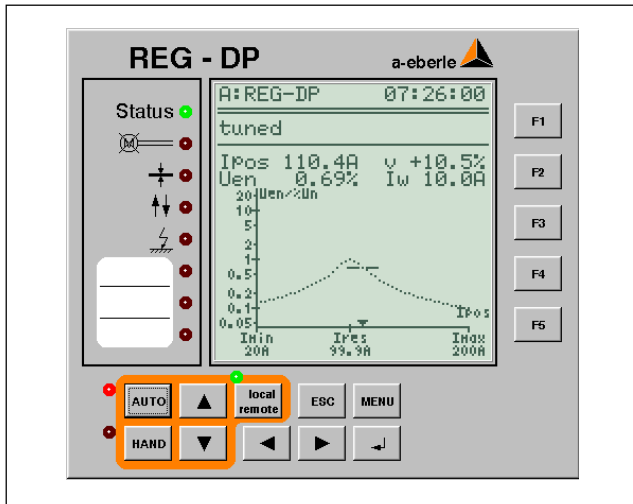 REG - DP
a-eberle
Status
M
A:REG-DP 07:26:00
tuned
Ipos 110.4A v +10.5%
Uen 0.69% Iw 10.0A
Uen/%Un
20
10
5
2
1
0.5
0.2
0.1
0.05
Ipos
Imin Ires Imax
20A 99.9A 200A
F1
F2
F3
F4
F5
AUTO
local
remote
ESC
MENU
HAND